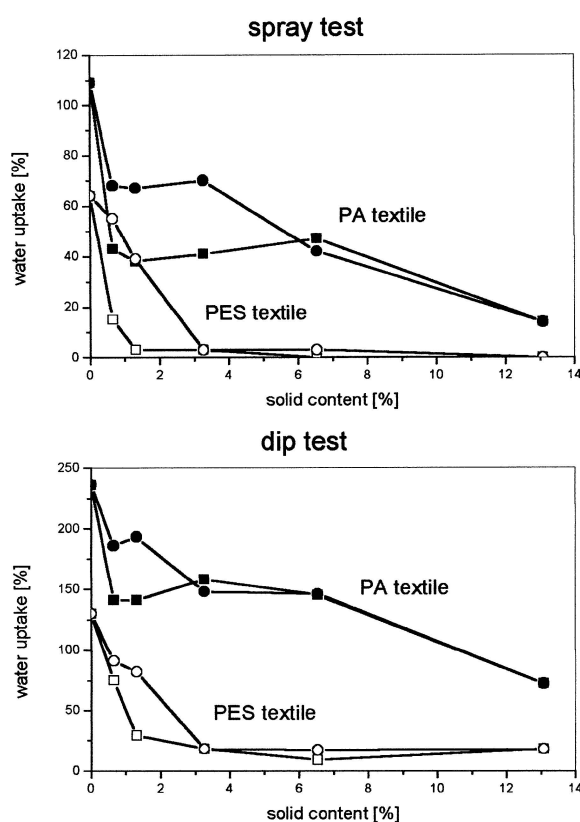 spray test
120
100
80
60
40
20
0
water uptake [%]
PA textile
PES textile
0 2 4 6 8 10 12 14
solid content [%]
dip test
250
200
150
100
50
0
water uptake [%]
PA textile
PES textile
0 2 4 6 8 10 12 14
solid content [%]